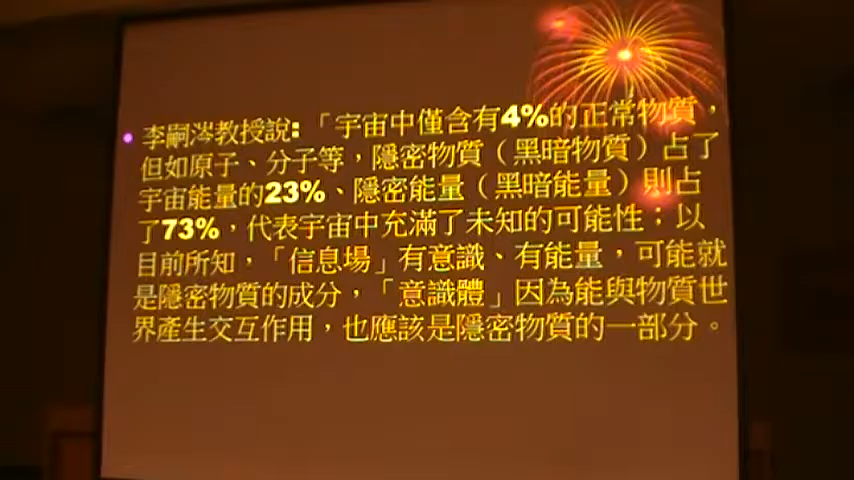 李嗣涔教授說:「宇宙中僅含有4%的正常物質，
但如原子、分子等，隱密物質（黑暗物質）占了
宇宙能量的23%、隱密能量（黑暗能量）則占
了73%，代表宇宙中充滿了未知的可能性；以
目前所知，「信息場」有意識、有能量，可能就
是隱密物質的成分，「意識體」因為能與物質世
界產生交互作用，也應該是隱密物質的一部分。